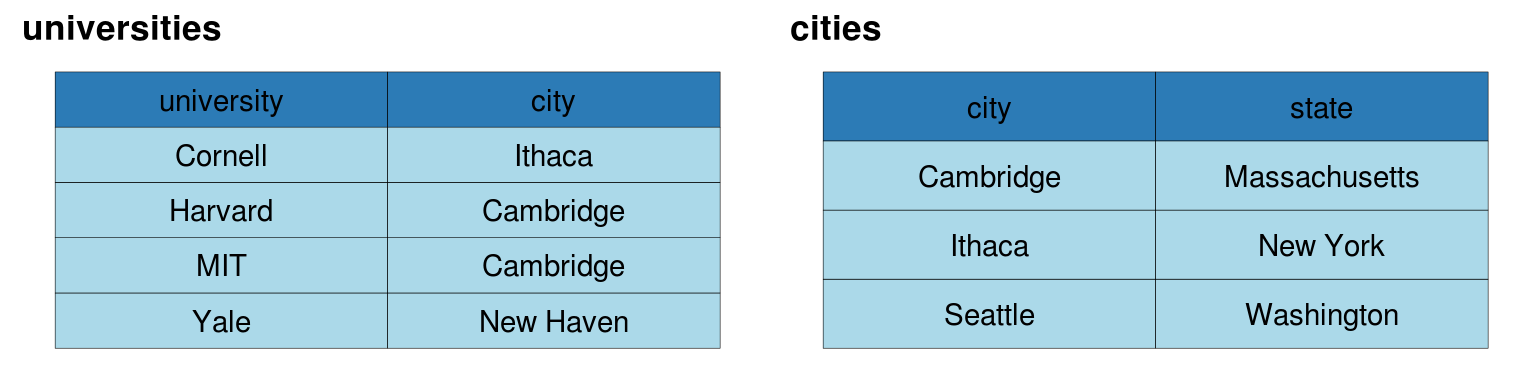 universities
university city
Cornell Ithaca
Harvard Cambridge
MIT Cambridge
Yale New Haven
cities
city state
Cambridge Massachusetts
Ithaca New York
Seattle Washington